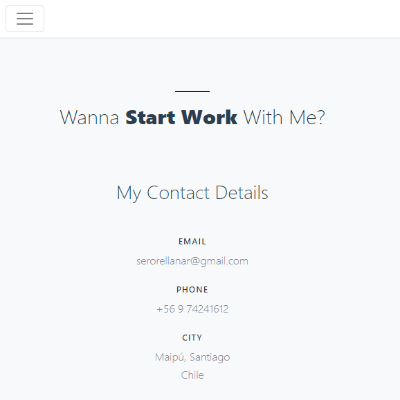 Wanna Start Work With Me?
My Contact Details
EMAIL
serorellanar@gmail.com
PHONE
+56 9 74241612
CITY
Maipú, Santiago
Chile